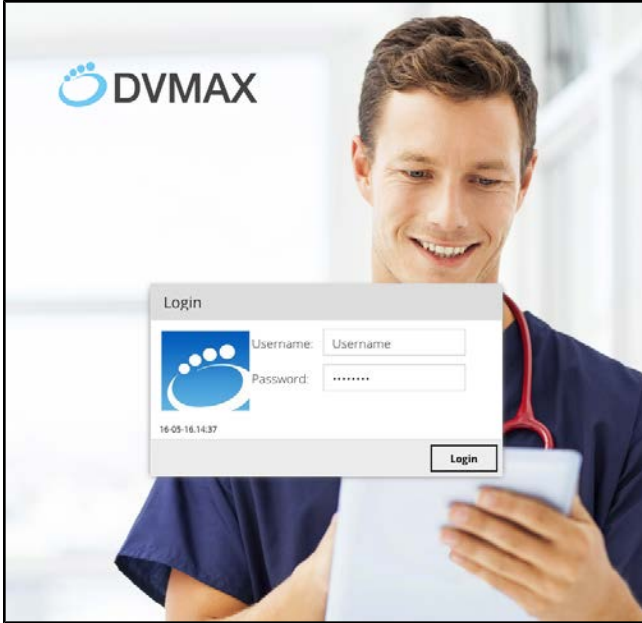 DVMAX
Login
Username: Username
Password: ········
16-05-16.14:37
Login